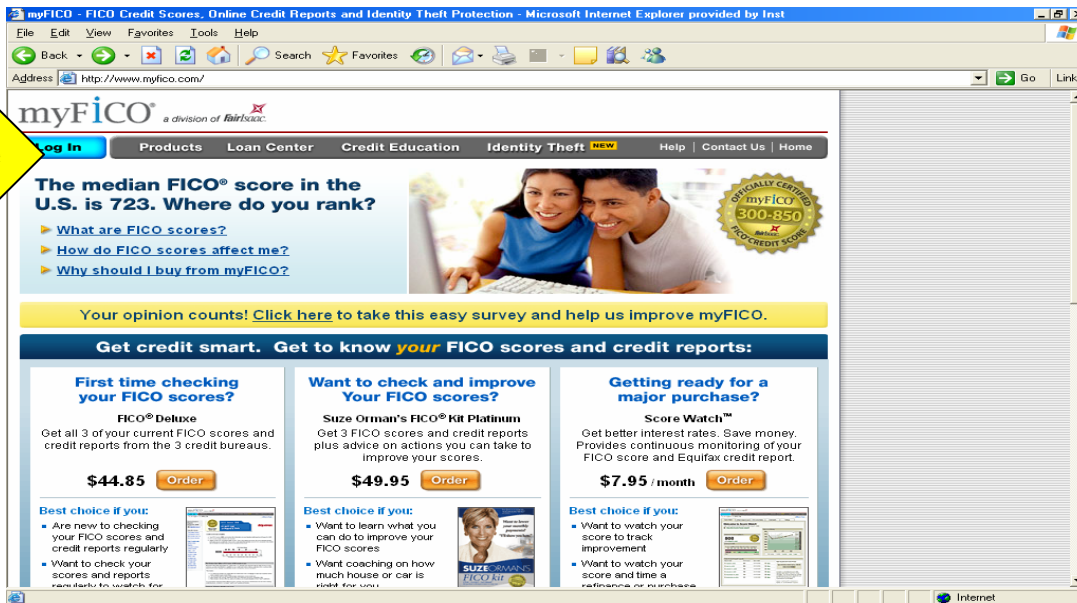 myFICO - FICO Credit Scores, Online Credit Reports and Identity Theft Protection - Microsoft Internet Explorer provided by Inst
File Edit View Favorites Tools Help
Back Search Favorites
Address http://www.myfico.com/ Go Link
myFICO® a division of FairIsaac
Log In Products Loan Center Credit Education Identity Theft NEW Help | Contact Us | Home
The median FICO® score in the
U.S. is 723. Where do you rank?
What are FICO scores?
How do FICO scores affect me?
Why should I buy from myFICO?
OFFICIALLY CERTIFIED
myFICO
300-850
FICO CREDIT SCORE
Your opinion counts! Click here to take this easy survey and help us improve myFICO.
Get credit smart. Get to know your FICO scores and credit reports:
First time checking
your FICO scores?
FICO® Deluxe
Get all 3 of your current FICO scores and
credit reports from the 3 credit bureaus.
$44.85 Order
Best choice if you:
Are new to checking
your FICO scores and
credit reports regularly
Want to check your
scores and reports
regularly to watch for
Want to check and improve
Your FICO scores?
Suze Orman's FICO® Kit Platinum
Get 3 FICO scores and credit reports
plus advice on actions you can take to
improve your scores.
$49.95 Order
Best choice if you:
Want to learn what you
can do to improve your
FICO scores
Want coaching on how
much house or car is
right for you
SUZE ORMAN'S
FICO kit
Getting ready for a
major purchase?
Score Watch™
Get better interest rates. Save money.
Provides continuous monitoring of your
FICO score and Equifax credit report.
$7.95 / month Order
Best choice if you:
Want to watch your
score to track
improvement
Want to watch your
score and time a
refinance or purchase
Internet